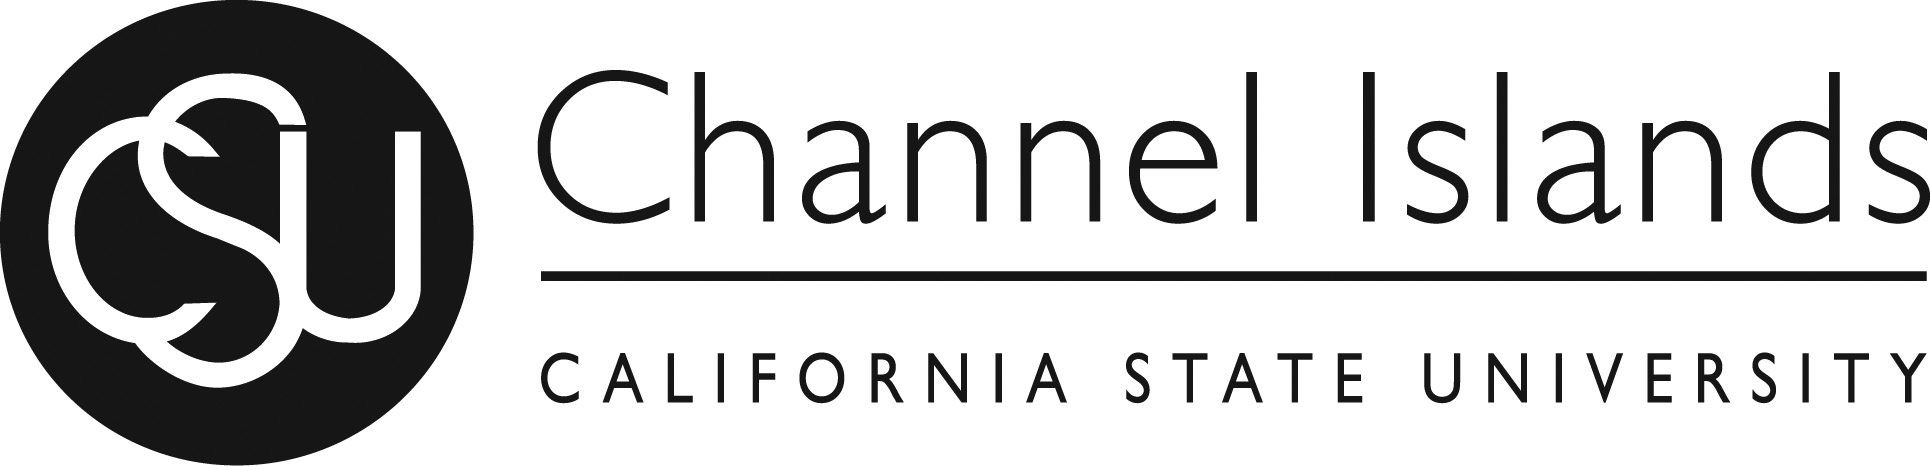 CSU
Channel Islands
CALIFORNIA STATE UNIVERSITY